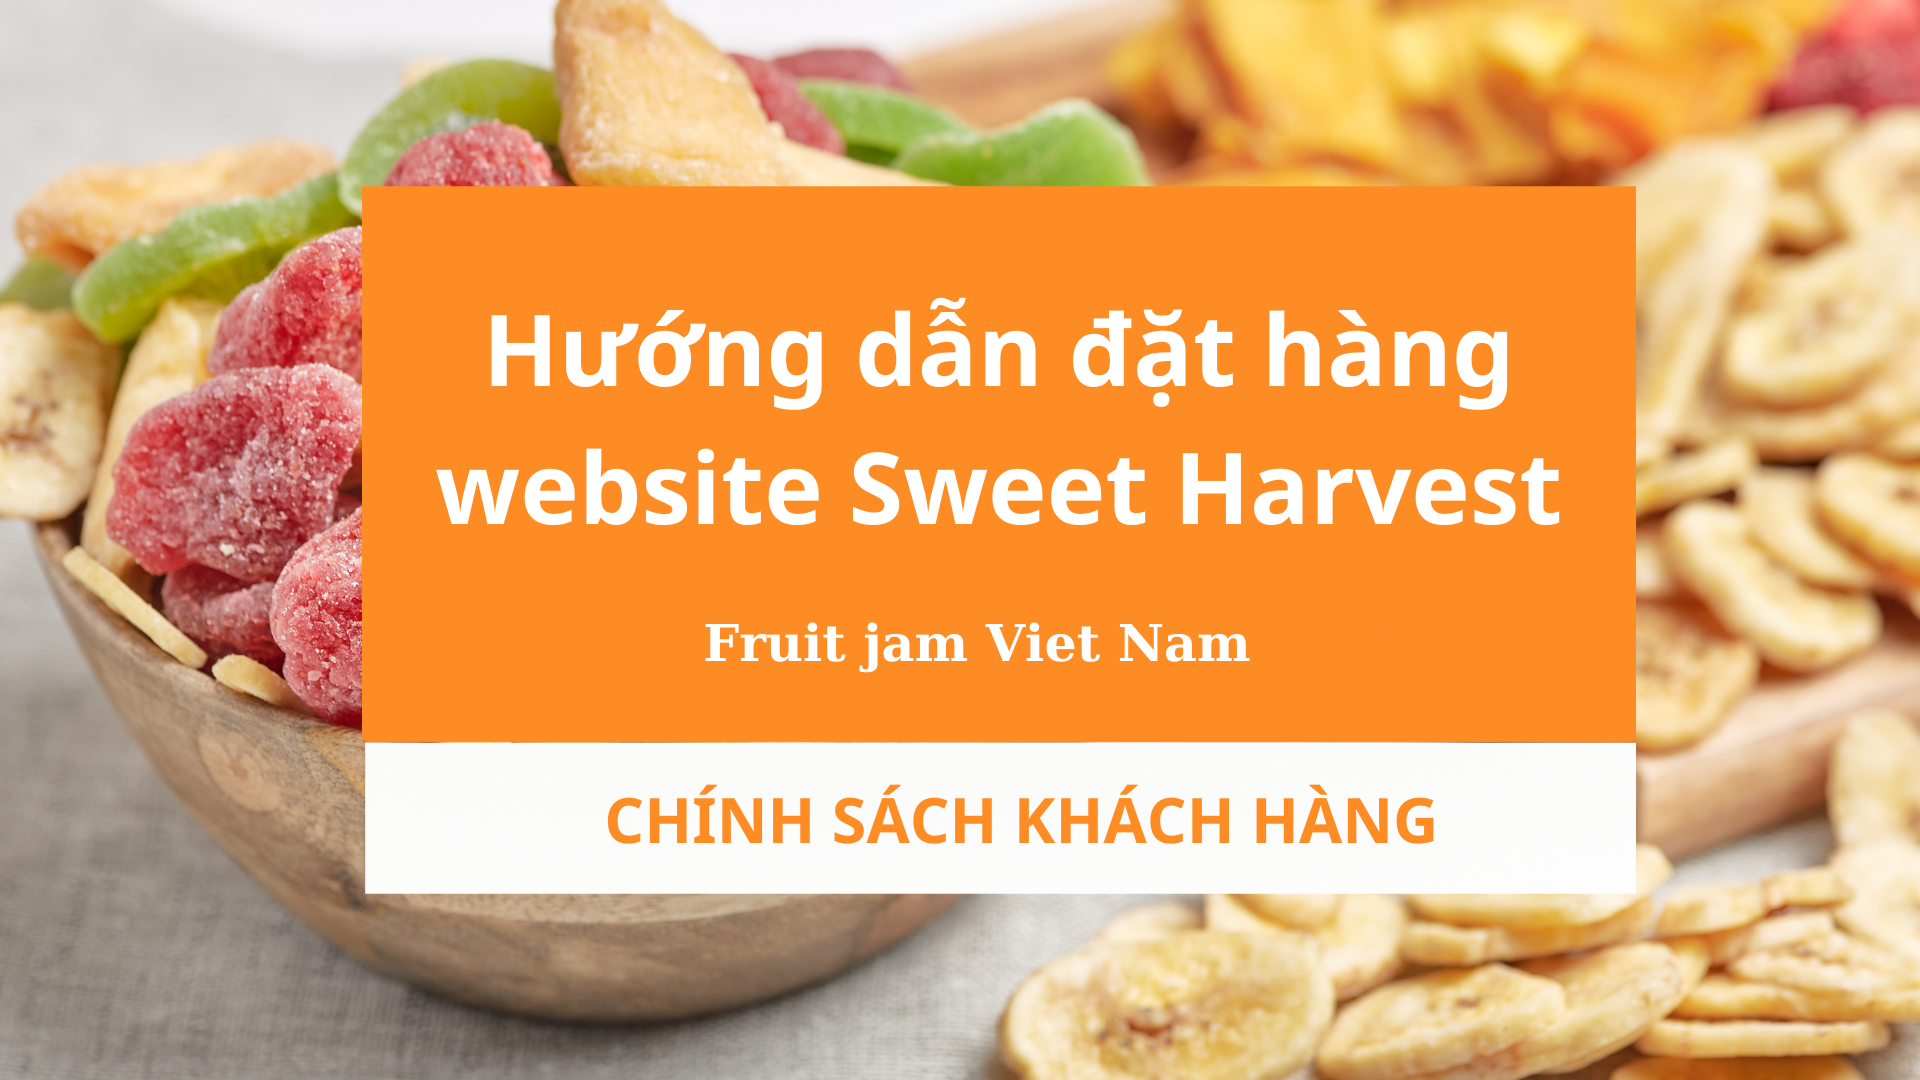 Hướng dẫn đặt hàng
website Sweet Harvest
Fruit jam Viet Nam
CHÍNH SÁCH KHÁCH HÀNG